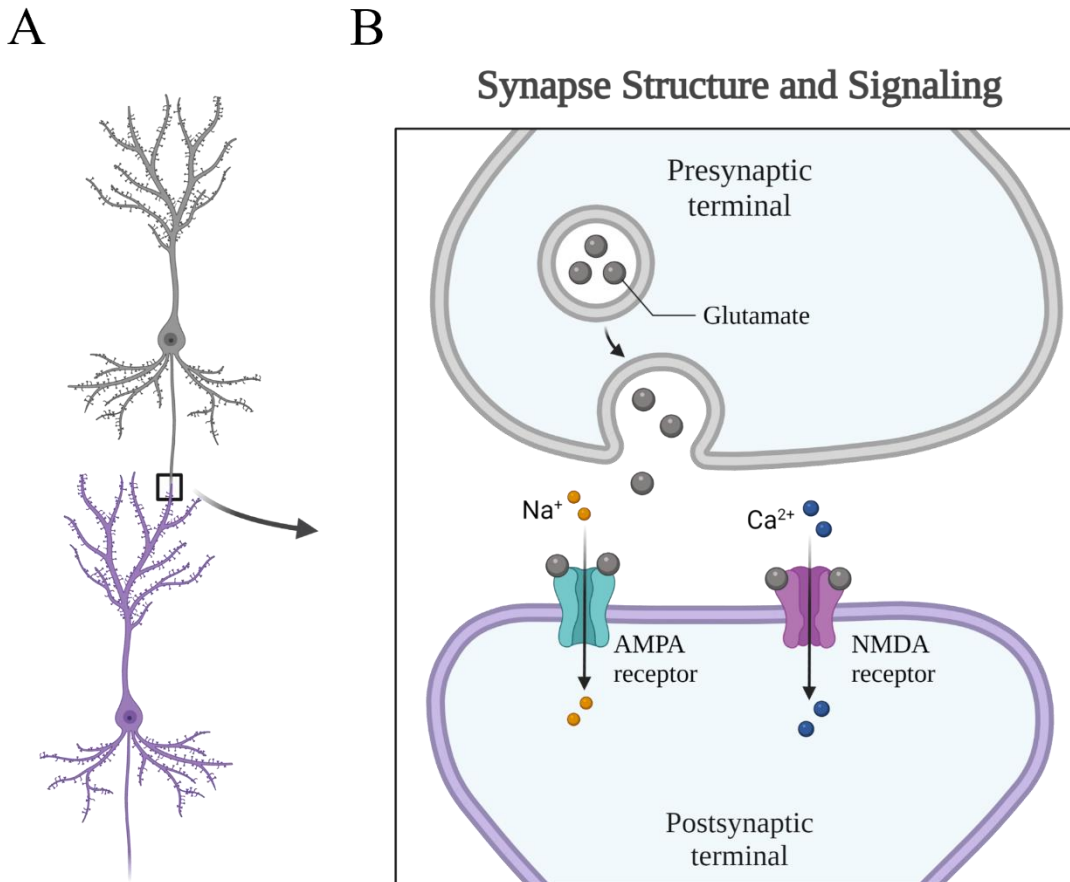 A
B
Synapse Structure and Signaling
Presynaptic
terminal
Glutamate
Na⁺
Ca²⁺
AMPA
receptor
NMDA
receptor
Postsynaptic
terminal